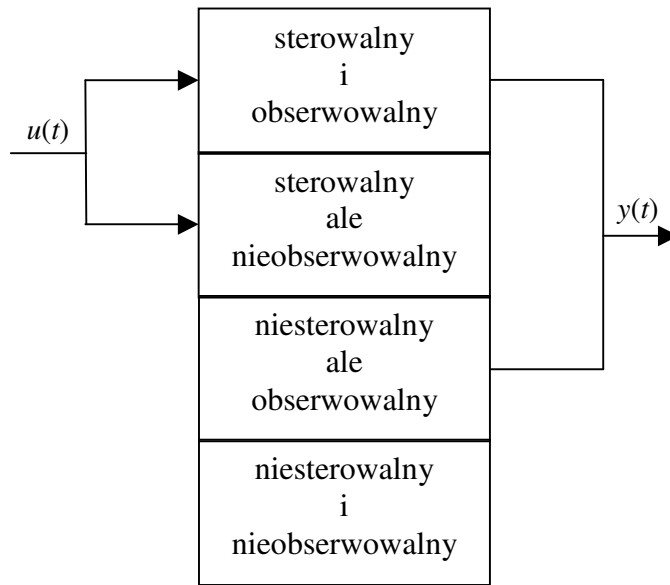 sterowalny
i
obserwowalny
u(t)
sterowalny
ale
nieobserwowalny
y(t)
niesterowalny
ale
obserwowalny
niesterowalny
i
nieobserwowalny